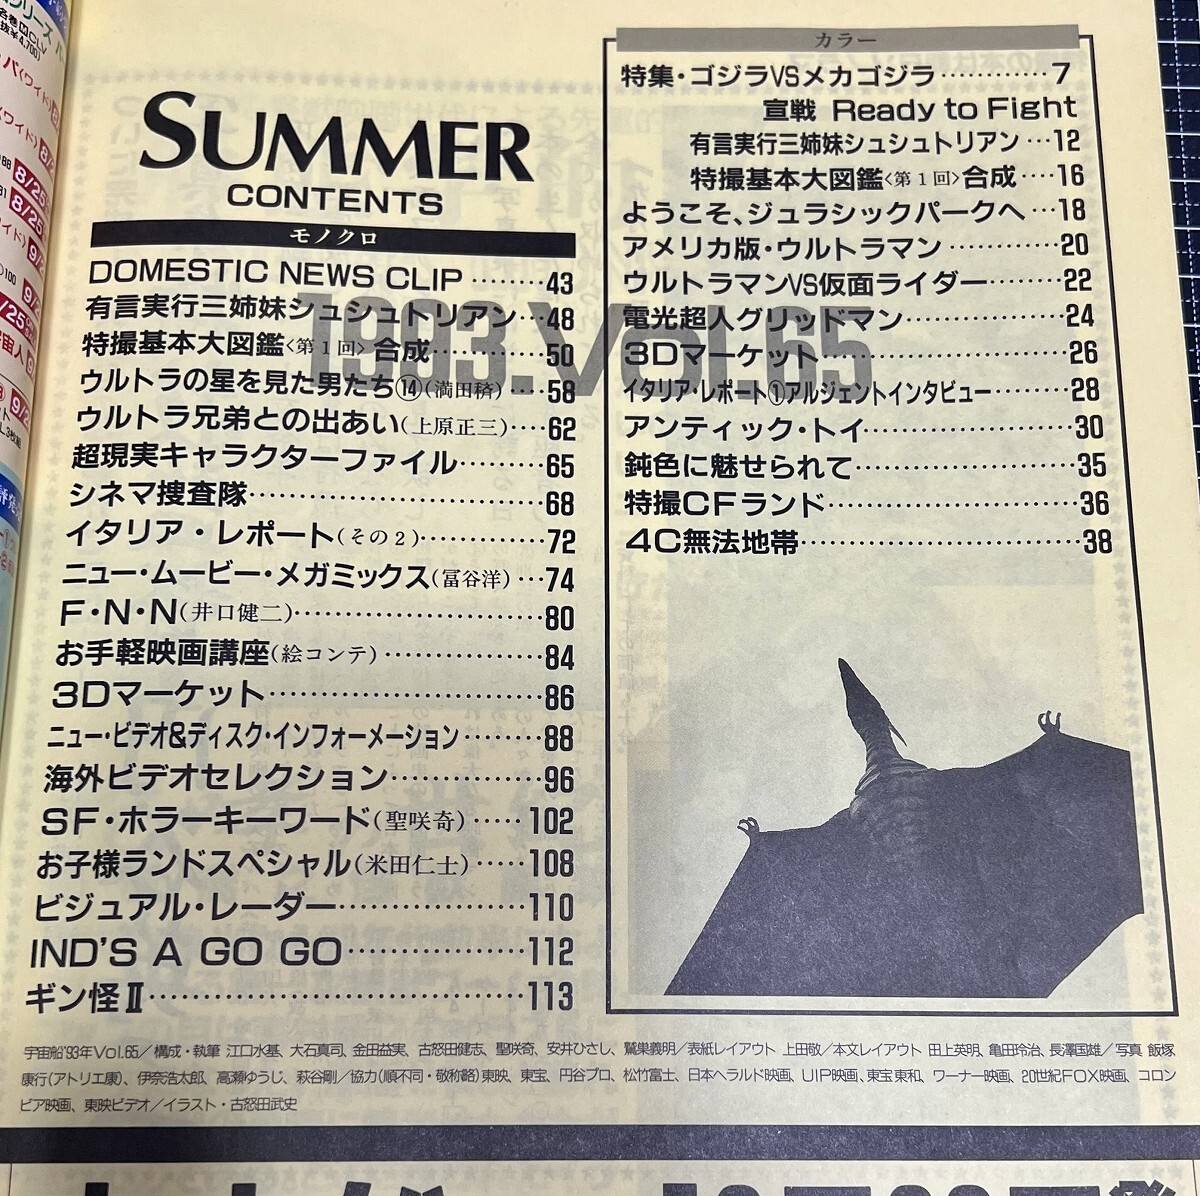 SUMMER
CONTENTS
1993.Vol.65
モノクロ
DOMESTIC NEWS CLIP ........43
有言実行三姉妹シュシュトリアン…48
特撮基本大図鑑〈第1回〉合成………50
ウルトラの星を見た男たち⑭(満田𥡴)……58
ウルトラ兄弟との出あい(上原正三)……62
超現実キャラクターファイル………65
シネマ捜査隊……………………68
イタリア・レポート(その2)…………72
ニュー・ムービー・メガミックス(冨谷洋)…74
F・N・N(井口健二)…………………80
お手軽映画講座(絵コンテ)…………84
3Dマーケット………………………86
ニュー・ビデオ&ディスク・インフォーメーション………88
海外ビデオセレクション……………96
SF・ホラーキーワード(聖咲奇)……102
お子様ランドスペシャル(米田仁士)……108
ビジュアル・レーダー………………110
IND'S A GO GO………………112
ギン怪Ⅱ……………………………113
カラー
特集・ゴジラVSメカゴジラ…………7
宣戦 Ready to Fight
有言実行三姉妹シュシュトリアン…12
特撮基本大図鑑〈第1回〉合成……16
ようこそ、ジュラシックパークへ…18
アメリカ版・ウルトラマン…………20
ウルトラマンVS仮面ライダー………22
電光超人グリッドマン………………24
3Dマーケット………………………26
イタリア・レポート①アルジェントインタビュー………28
アンティック・トイ…………………30
鈍色に魅せられて……………………35
特撮CFランド………………………36
4C無法地帯…………………………38
宇宙船'93年Vol.65/構成・執筆 江口水基、大石真司、金田益実、古怒田健志、聖咲奇、安井ひさし、鷲巣義明/表紙レイアウト 上田敬/本文レイアウト 田上英明、亀田玲治、長澤国雄/写真 飯塚
康行(アトリエ康)、伊奈浩太郎、高瀬ゆうじ、萩谷剛/協力(順不同・敬称略)東映、東宝、円谷プロ、松竹富士、日本ヘラルド映画、UIP映画、東宝東和、ワーナー映画、20世紀FOX映画、コロン
ビア映画、東映ビデオ/イラスト・古怒田武史